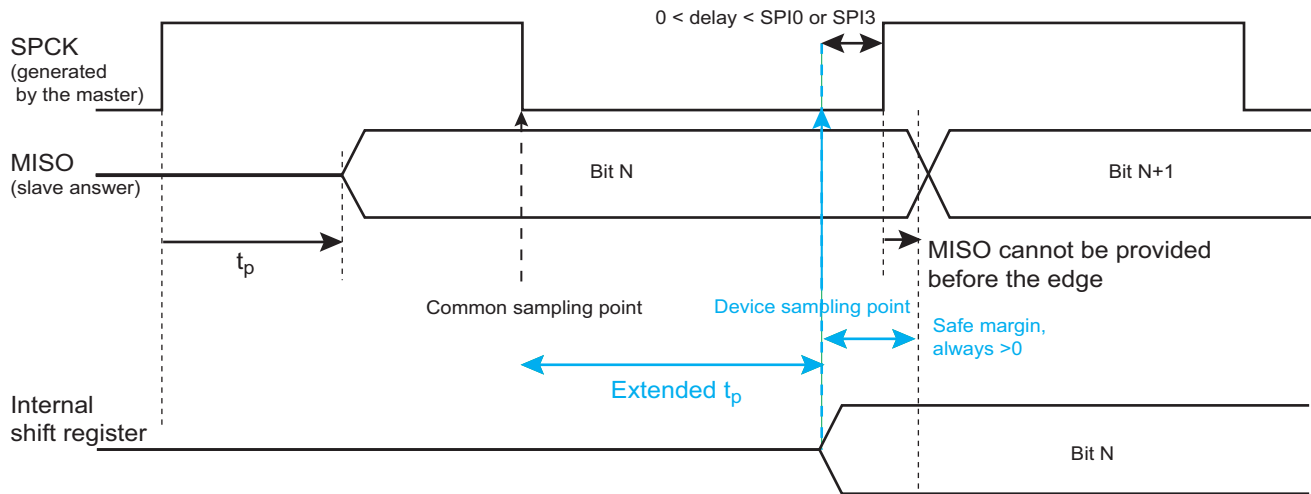 0 < delay < SPI0 or SPI3
SPCK
(generated
by the master)
MISO
(slave answer)
Bit N
Bit N+1
tp
MISO cannot be provided
before the edge
Common sampling point
Device sampling point
Safe margin,
always >0
Extended tp
Internal
shift register
Bit N